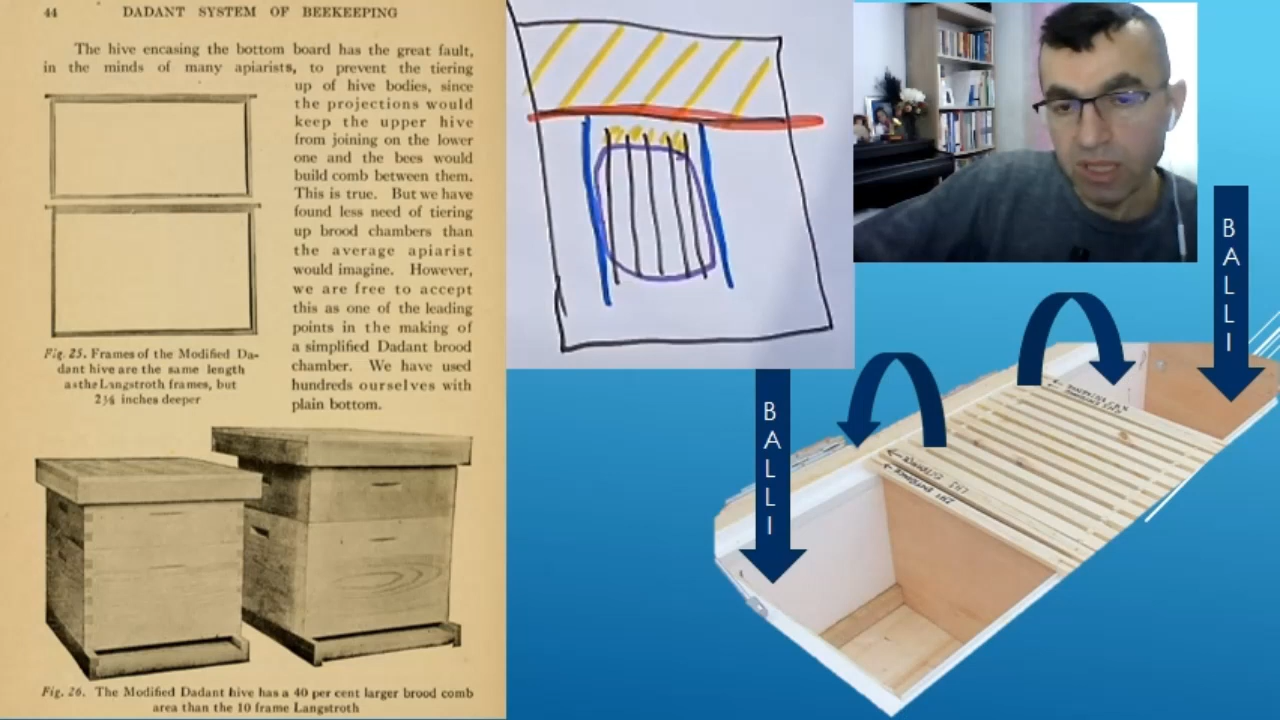 44 DADANT SYSTEM OF BEEKEEPING
The hive encasing the bottom board has the great fault,
in the minds of many apiarists, to prevent the tiering
up of hive bodies, since
the projections would
keep the upper hive
from joining on the lower
one and the bees would
build comb between them.
This is true. But we have
found less need of tiering
up brood chambers than
the average apiarist
would imagine. However,
we are free to accept
this as one of the leading
points in the making of
a simplified Dadant brood
chamber. We have used
hundreds ourselves with
plain bottom.
Fig. 25. Frames of the Modified Da-
dant hive are the same length
as the Langstroth frames, but
2¼ inches deeper
Fig. 26. The Modified Dadant hive has a 40 per cent larger brood comb
area than the 10 frame Langstroth
BALLI
BALLI